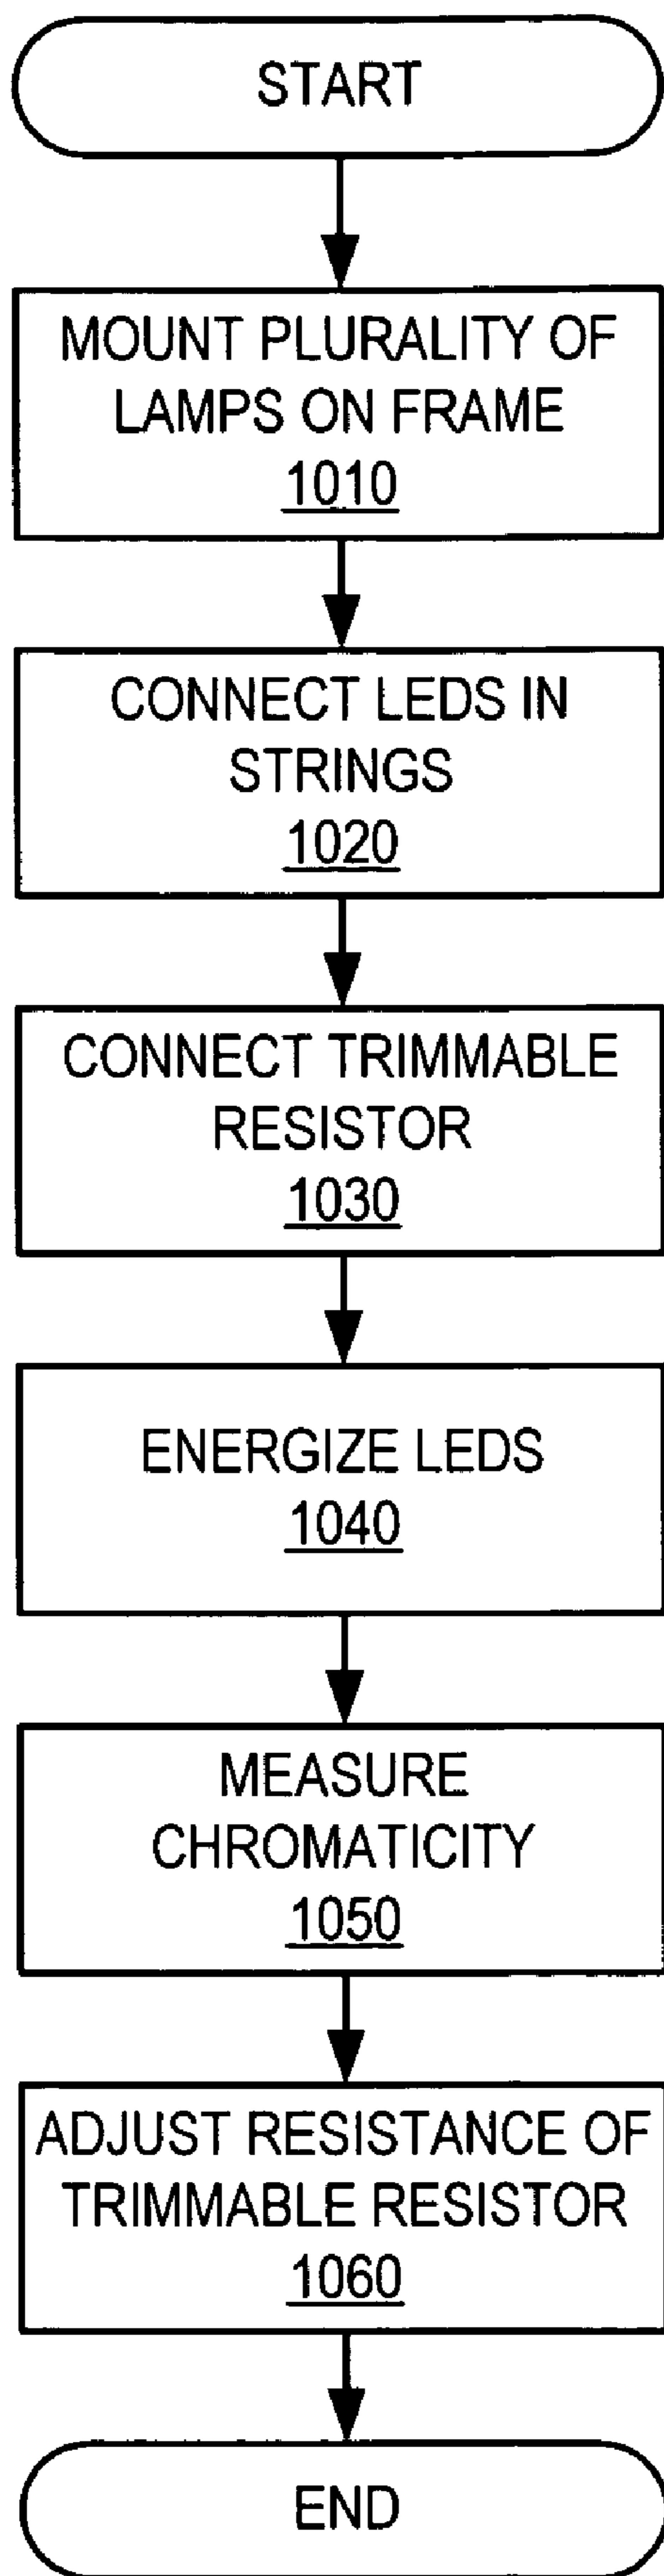 START
MOUNT PLURALITY OF
LAMPS ON FRAME
1010
CONNECT LEDS IN
STRINGS
1020
CONNECT TRIMMABLE
RESISTOR
1030
ENERGIZE LEDS
1040
MEASURE
CHROMATICITY
1050
ADJUST RESISTANCE OF
TRIMMABLE RESISTOR
1060
END